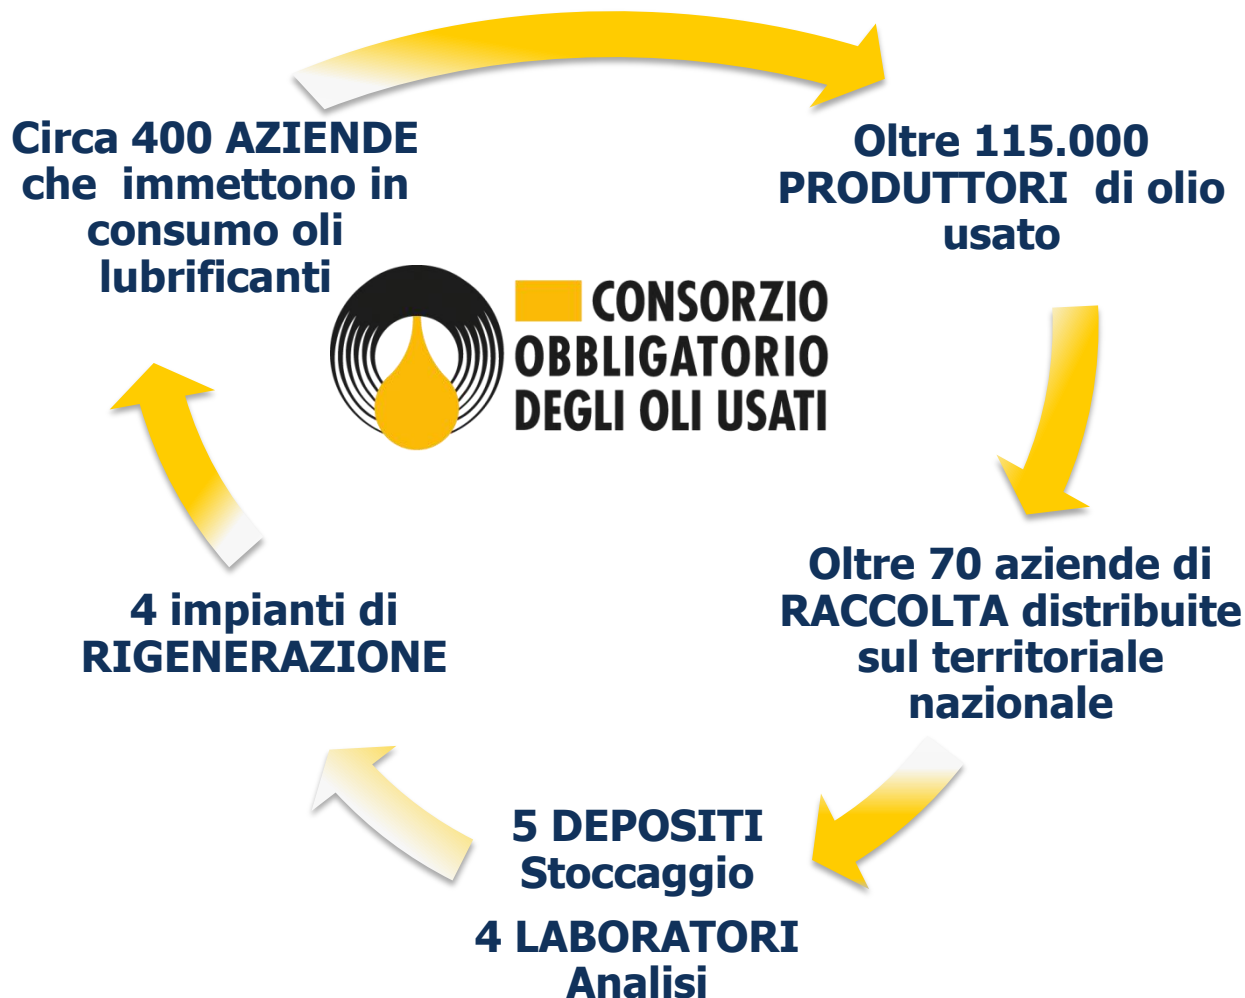 Circa 400 AZIENDE
che immettono in
consumo oli
lubrificanti
Oltre 115.000
PRODUTTORI di olio
usato
CONSORZIO
OBBLIGATORIO
DEGLI OLI USATI
Oltre 70 aziende di
RACCOLTA distribuite
sul territoriale
nazionale
4 impianti di
RIGENERAZIONE
5 DEPOSITI
Stoccaggio
4 LABORATORI
Analisi